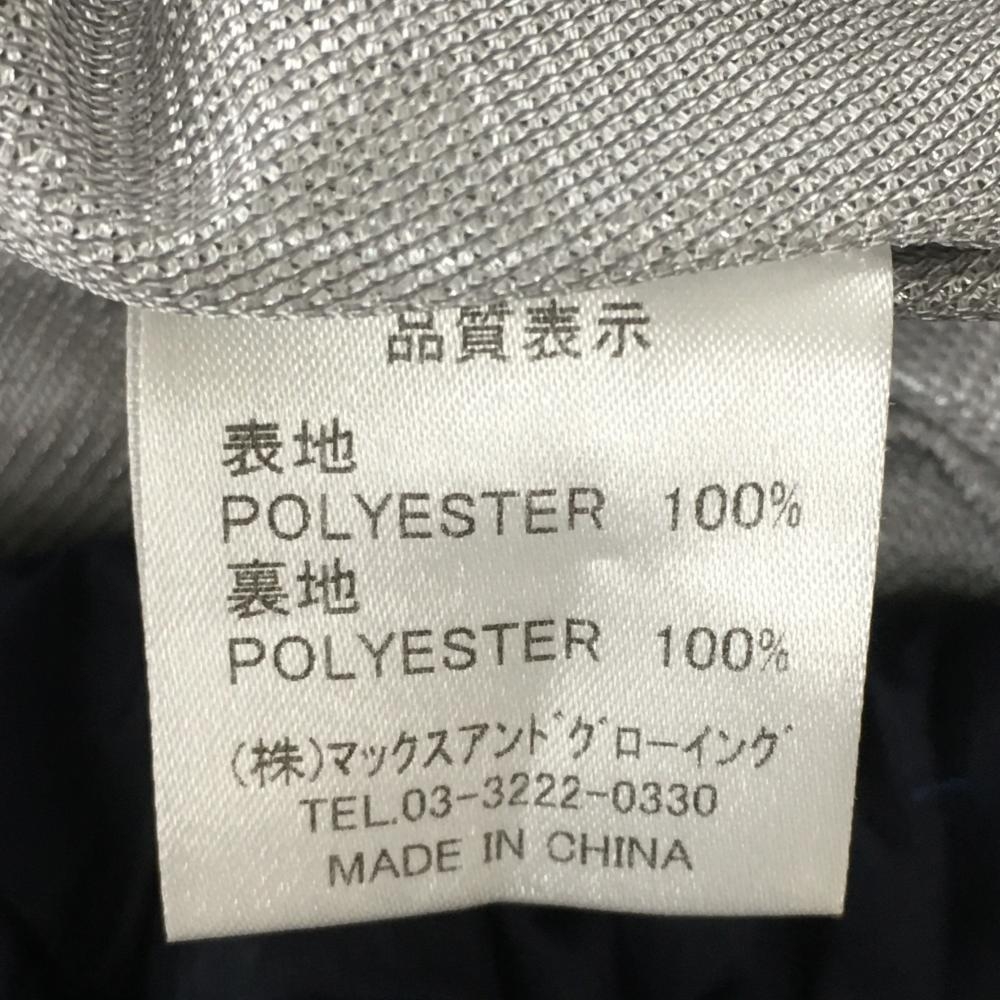 品質表示
表地
POLYESTER 100%
裏地
POLYESTER 100%
(株)マックスアンドグローイング
TEL.03-3222-0330
MADE IN CHINA